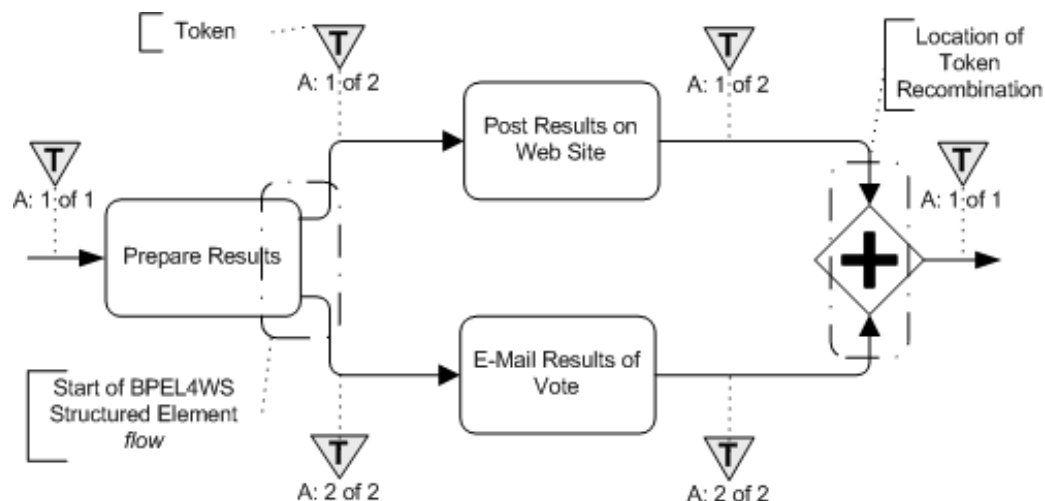 Token
T
A: 1 of 2
T
A: 1 of 2
Location of
Token
Recombination
T
A: 1 of 1
Post Results on
Web Site
T
A: 1 of 1
Prepare Results
E-Mail Results of
Vote
Start of BPEL4WS
Structured Element
flow
T
A: 2 of 2
T
A: 2 of 2